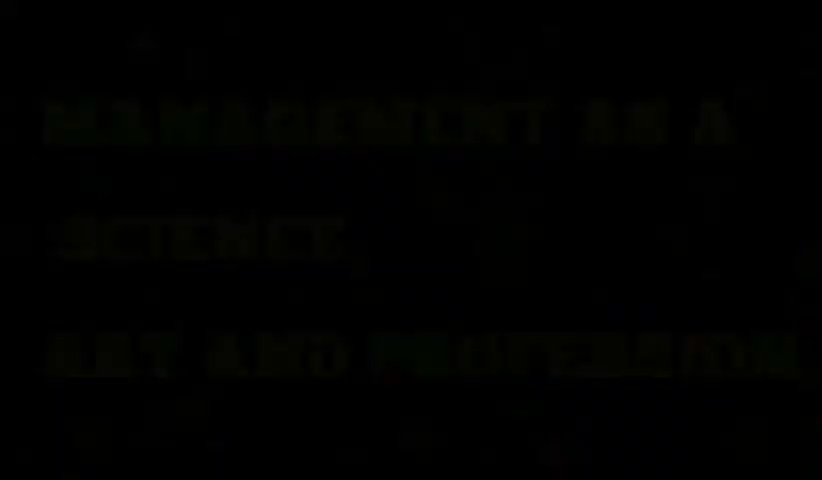 MANAGEMENT AS A
SCIENCE
ART AND PROFESSION